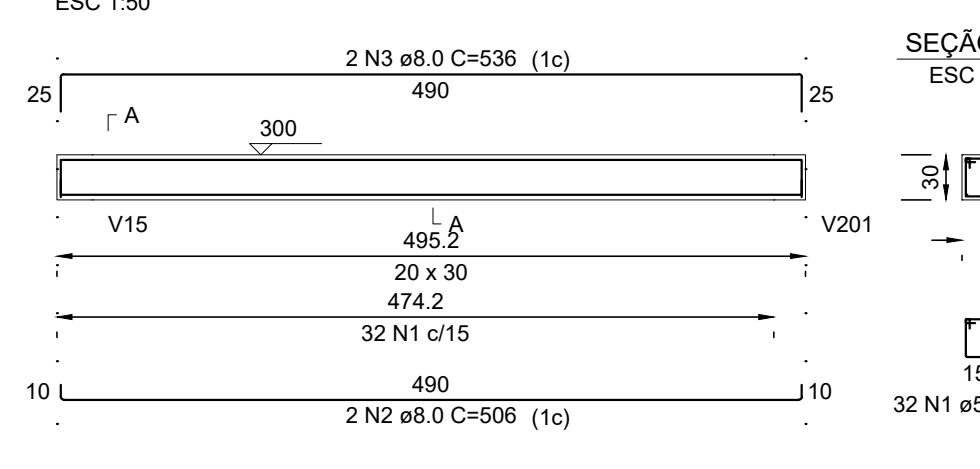 ESC 1:50
2 N3 ø8.0 C=536 (1c)
SEÇÃO
ESC
25
490
25
A
300
30
V15
A
V201
495.2
20 x 30
474.2
32 N1 c/15
15
490
10
10
32 N1 ø5
2 N2 ø8.0 C=506 (1c)